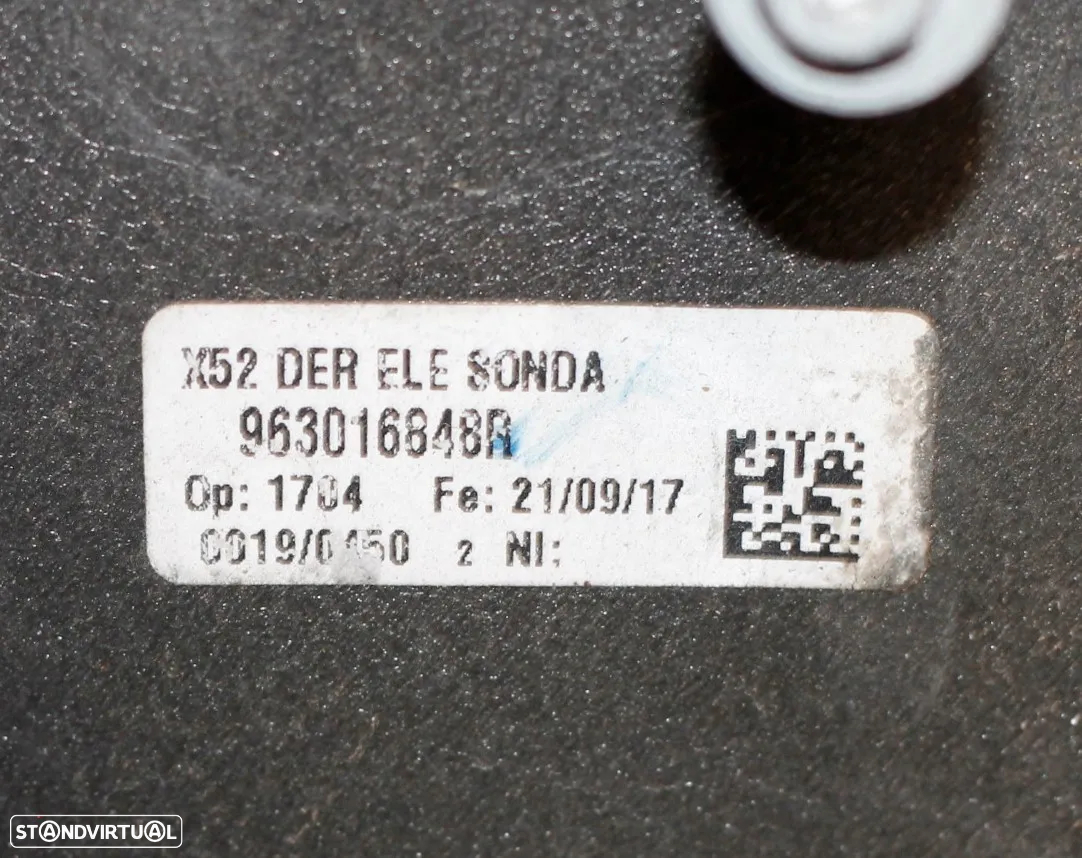 X52 DER ELE SONDA
963016848R
Op: 1704 Fe: 21/09/17
2 NI:
STANDVIRTUAL